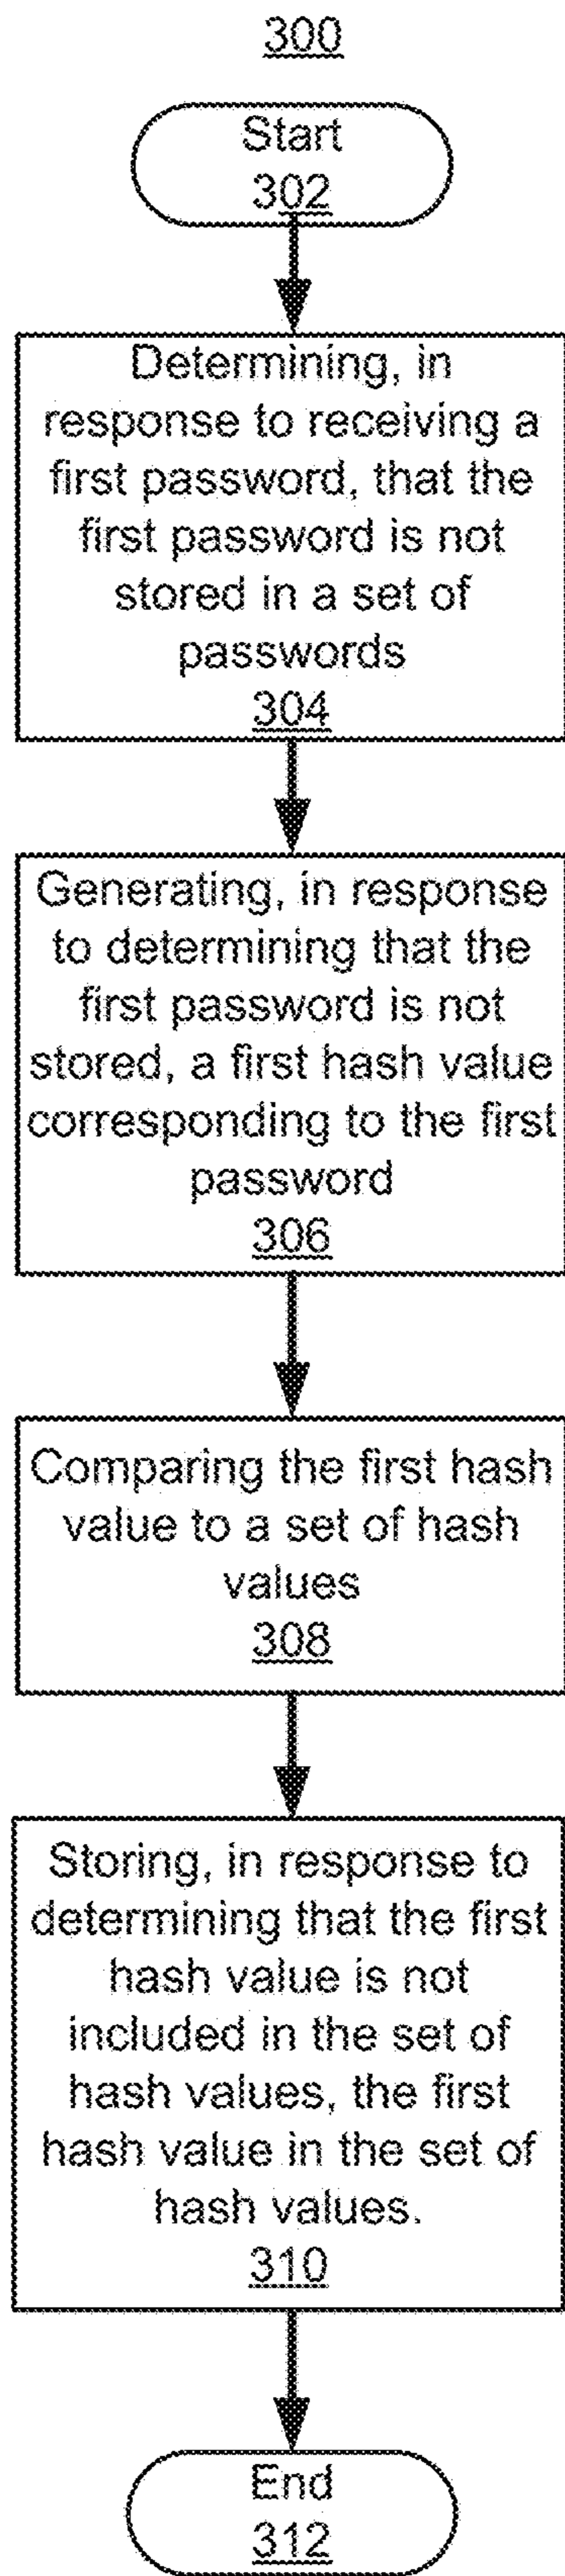 300
Start
302
Determining, in
response to receiving a
first password, that the
first password is not
stored in a set of
passwords
304
Generating, in response
to determining that the
first password is not
stored, a first hash value
corresponding to the first
password
306
Comparing the first hash
value to a set of hash
values
308
Storing, in response to
determining that the first
hash value is not
included in the set of
hash values, the first
hash value in the set of
hash values.
310
End
312